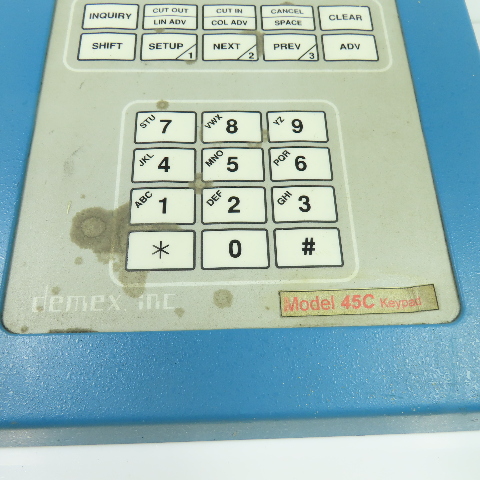 INQUIRY CUT OUT LIN ADV CUT IN COL ADV CANCEL SPACE CLEAR
SHIFT SETUP 1 NEXT 2 PREV 3 ADV
STU 7 VWX 8 YZ 9
JKL 4 MNO 5 PQR 6
ABC 1 DEF 2 GHI 3
* 0 #
demex inc
Model 45C Keypad